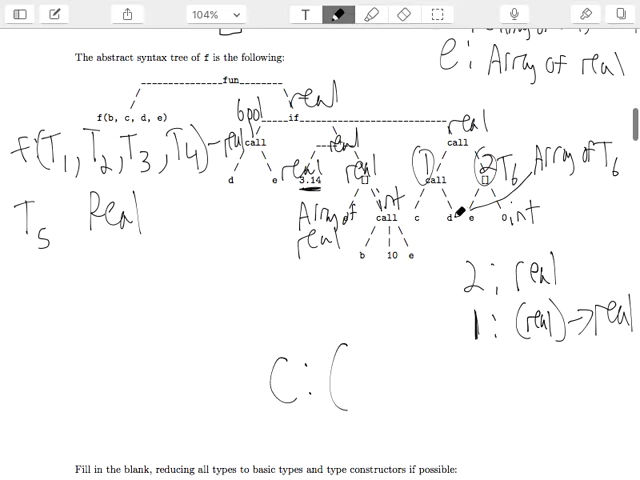 104%
e: Array of real
The abstract syntax tree of f is the following:
fun
real
f(b, c, d, e)
bool
if
real
f(T1, T2, T3, T4) → real
call
real
call
d e
real
3.14
real
[]
1 call
2 [] T6
Array of T6
T5 Real
Array of real
call
int
c
d
e
0
int
b 10 e
2: real
1: (real) → real
C: (
Fill in the blank, reducing all types to basic types and type constructors if possible: